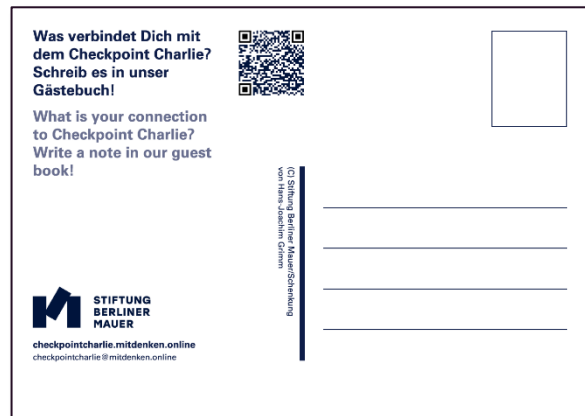 Was verbindet Dich mit
dem Checkpoint Charlie?
Schreib es in unser
Gästebuch!
What is your connection
to Checkpoint Charlie?
Write a note in our guest
book!
(C) Stiftung Berliner Mauer/Schenkung
von Hans-Joachim Grimm
STIFTUNG
BERLINER
MAUER
checkpointcharlie.mitdenken.online
checkpointcharlie@mitdenken.online